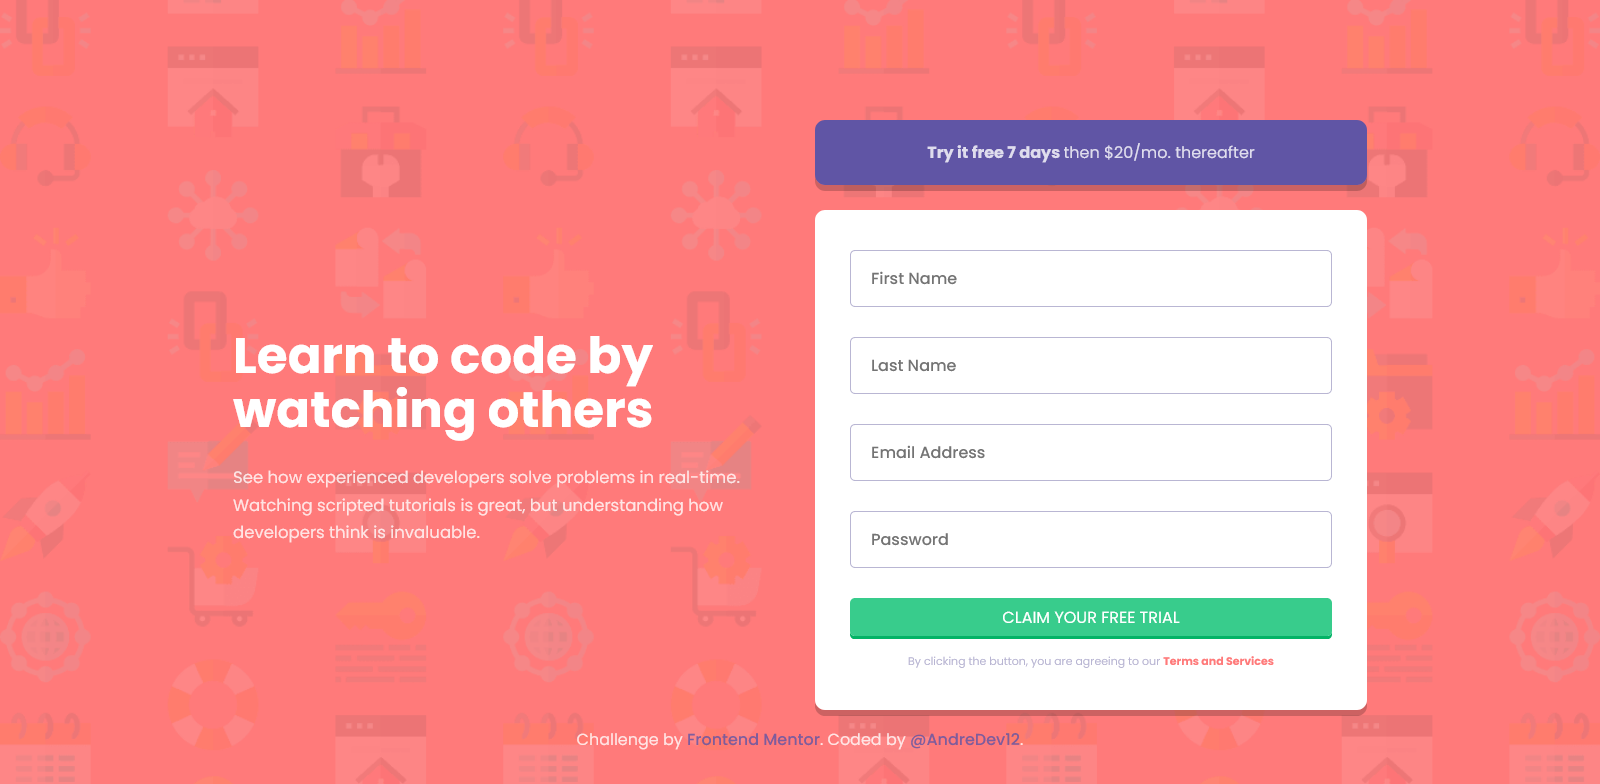 Learn to code by
watching others
See how experienced developers solve problems in real-time.
Watching scripted tutorials is great, but understanding how
developers think is invaluable.
Try it free 7 days then $20/mo. thereafter
First Name
Last Name
Email Address
Password
CLAIM YOUR FREE TRIAL
By clicking the button, you are agreeing to our Terms and Services
Challenge by Frontend Mentor. Coded by @AndreDev12.